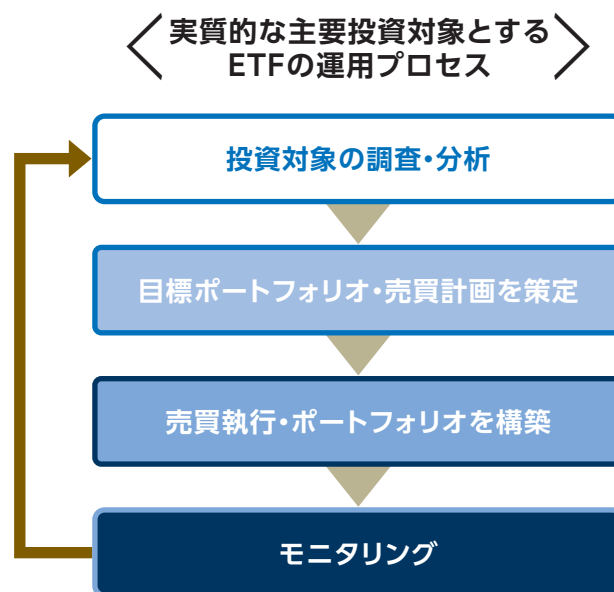 実質的な主要投資対象とする
ETFの運用プロセス
投資対象の調査・分析
目標ポートフォリオ・売買計画を策定
売買執行・ポートフォリオを構築
モニタリング